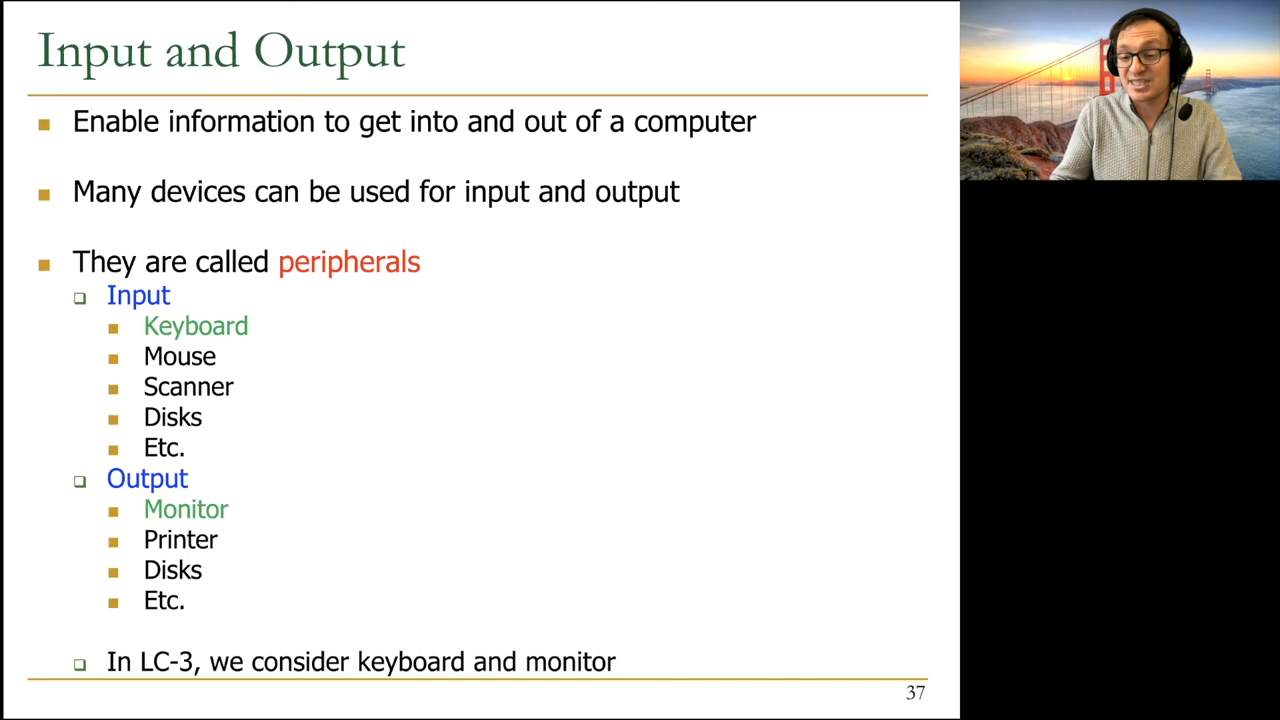 Input and Output
Enable information to get into and out of a computer
Many devices can be used for input and output
They are called peripherals
Input
Keyboard
Mouse
Scanner
Disks
Etc.
Output
Monitor
Printer
Disks
Etc.
In LC-3, we consider keyboard and monitor
37